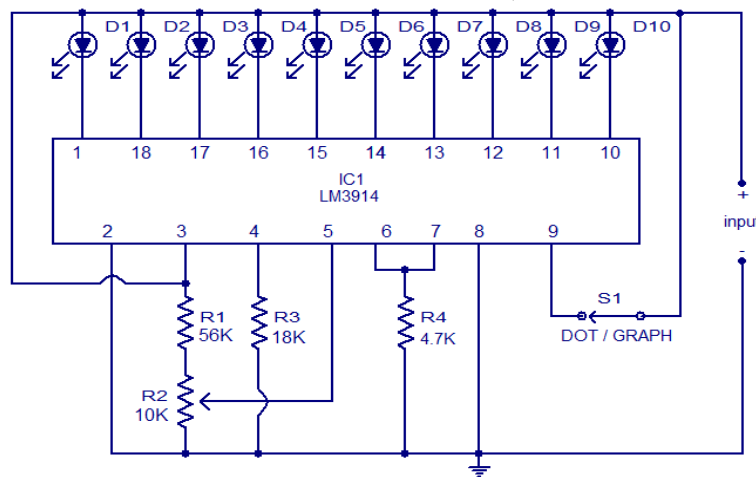 D1 D2 D3 D4 D5 D6 D7 D8 D9 D10
1 18 17 16 15 14 13 12 11 10
IC1
LM3914
2 3 4 5 6 7 8 9
+
input
-
R1
56K
R3
18K
R4
4.7K
S1
DOT / GRAPH
R2
10K